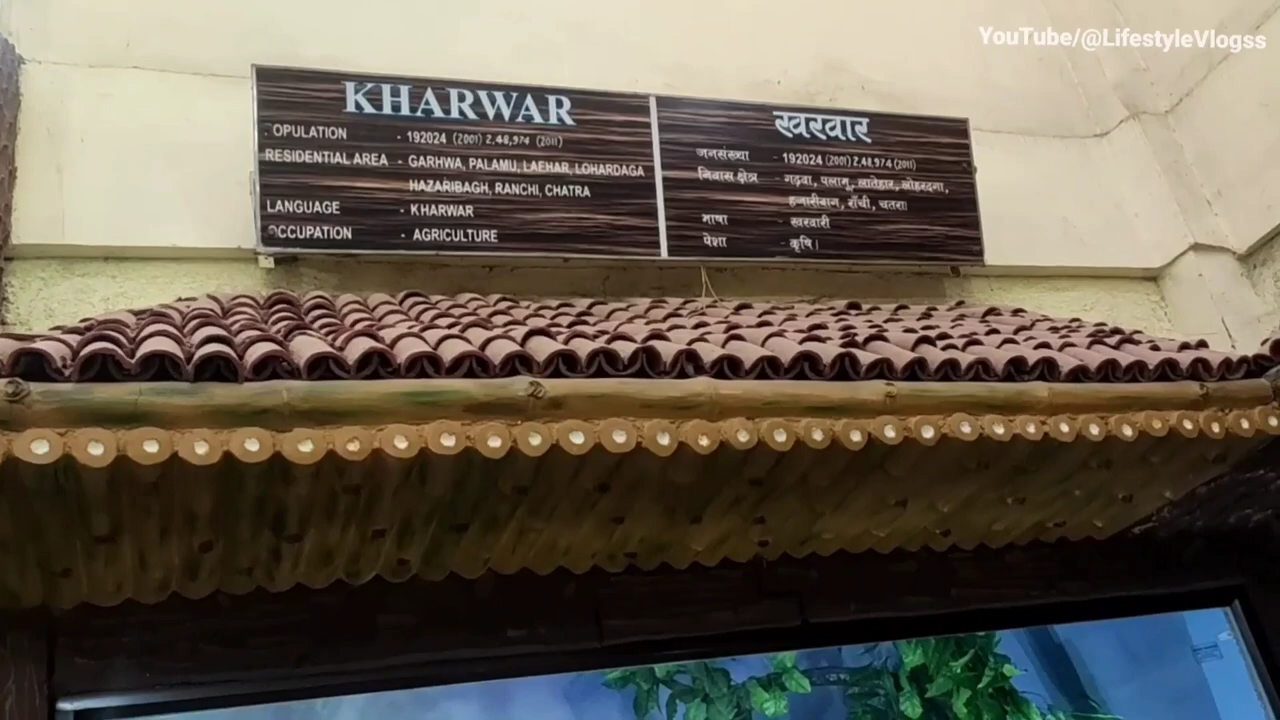 YouTube/@LifestyleVlogss
KHARWAR
OPULATION - 192024 (2001) 2,48,974 (2011)
RESIDENTIAL AREA - GARHWA, PALAMU, LAEHAR, LOHARDAGA
HAZARIBAGH, RANCHI, CHATRA
LANGUAGE - KHARWAR
OCCUPATION - AGRICULTURE
खरवार
जनसंख्या - 192024 (2001) 2,48,974 (2011)
निवास क्षेत्र - गढ़वा, पलामू, लातेहार, लोहरदगा,
हजारीबाग, राँची, चतरा
भाषा - खरवारी
पेशा - कृषि।